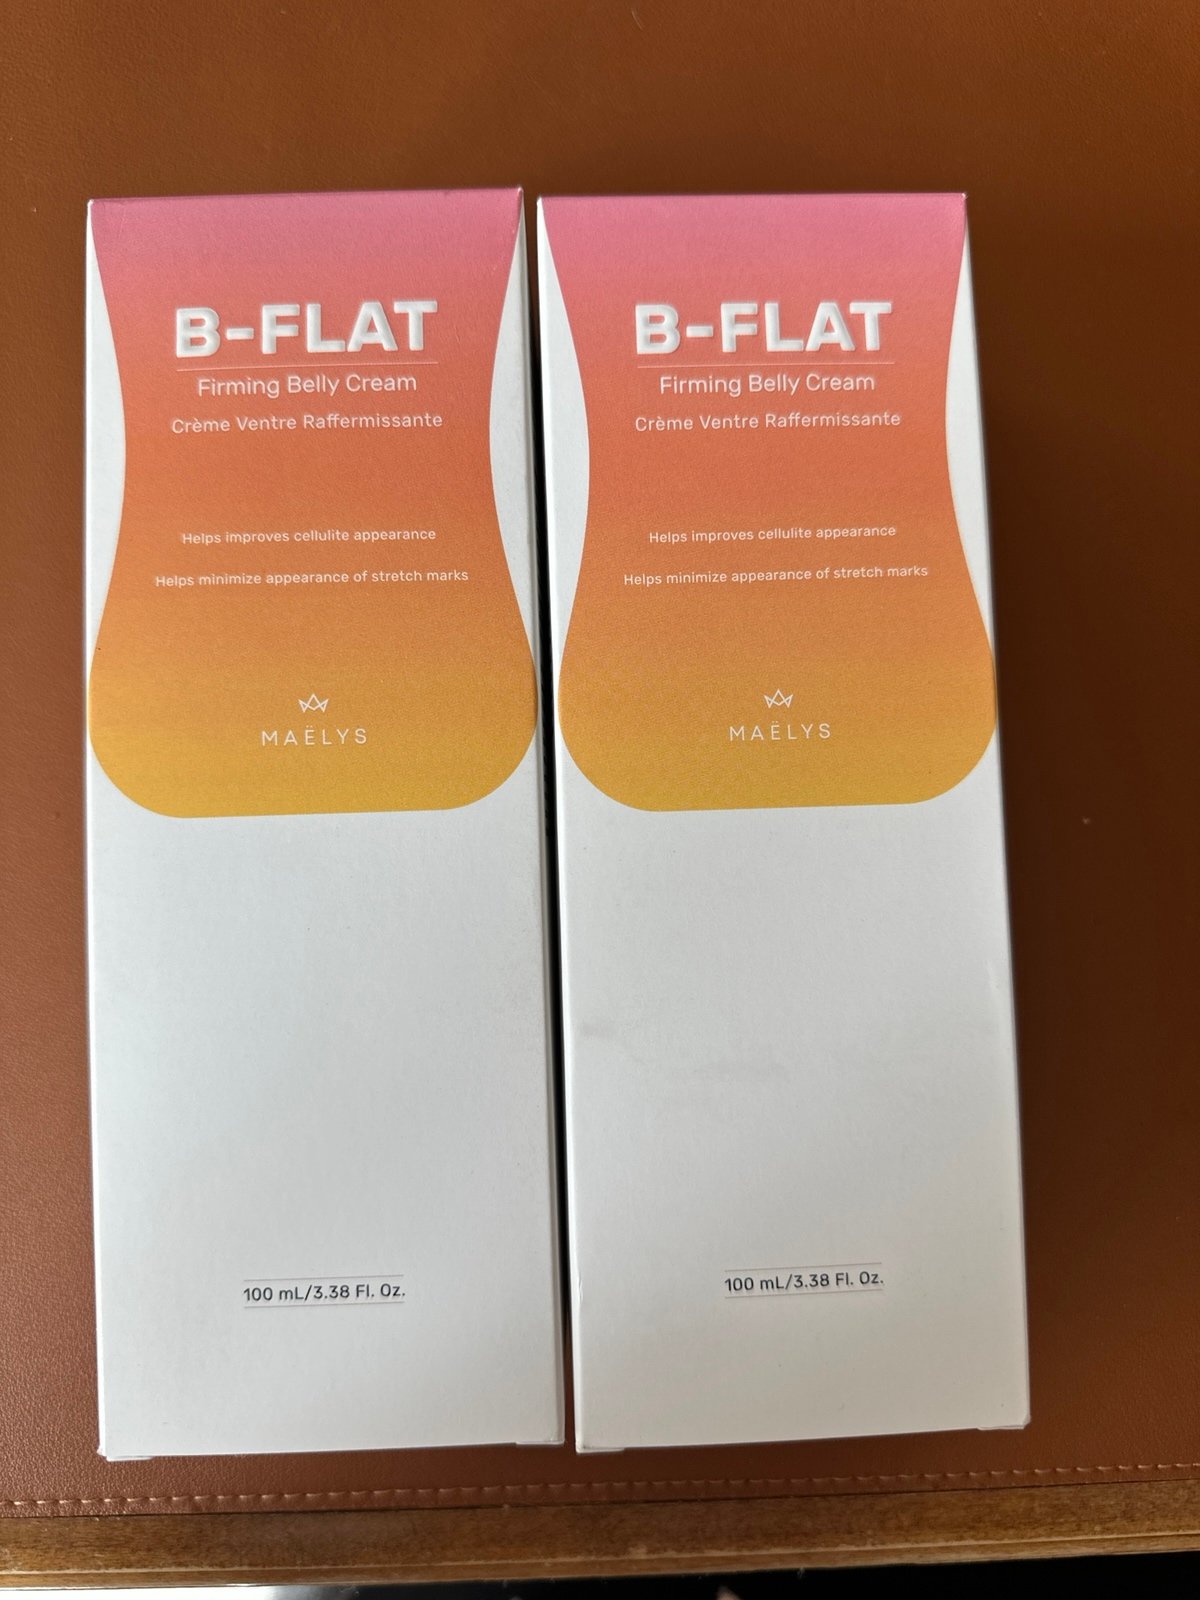 B-FLAT
Firming Belly Cream
Crème Ventre Raffermissante
Helps improves cellulite appearance
Helps minimize appearance of stretch marks
MAËLYS
100 mL/3.38 Fl. Oz.
B-FLAT
Firming Belly Cream
Crème Ventre Raffermissante
Helps improves cellulite appearance
Helps minimize appearance of stretch marks
MAËLYS
100 mL/3.38 Fl. Oz.